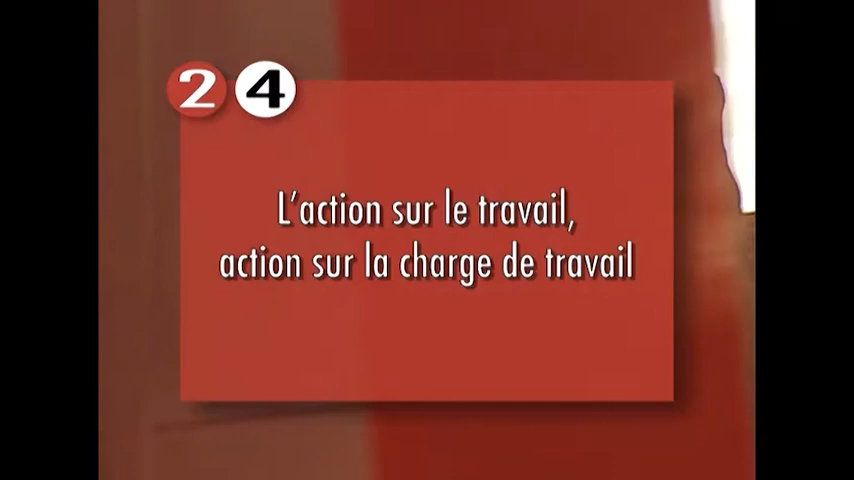 2 4
L'action sur le travail,
action sur la charge de travail